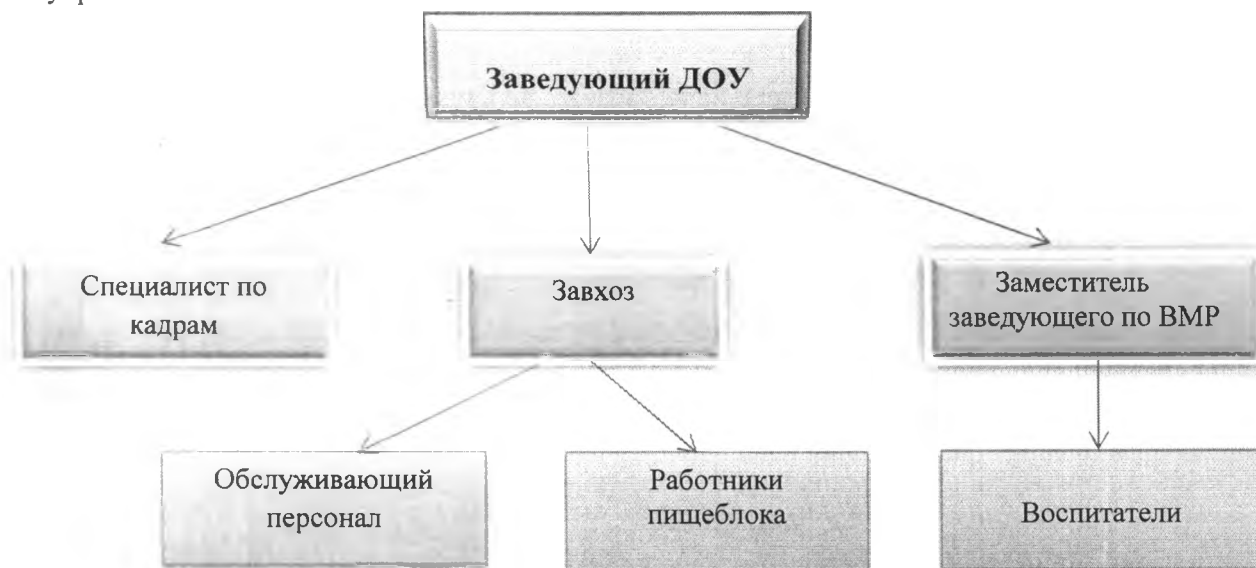 Заведующий ДОУ
Специалист по
кадрам
Завхоз
Заместитель
заведующего по ВМР
Обслуживающий
персонал
Работники
пищеблока
Воспитатели